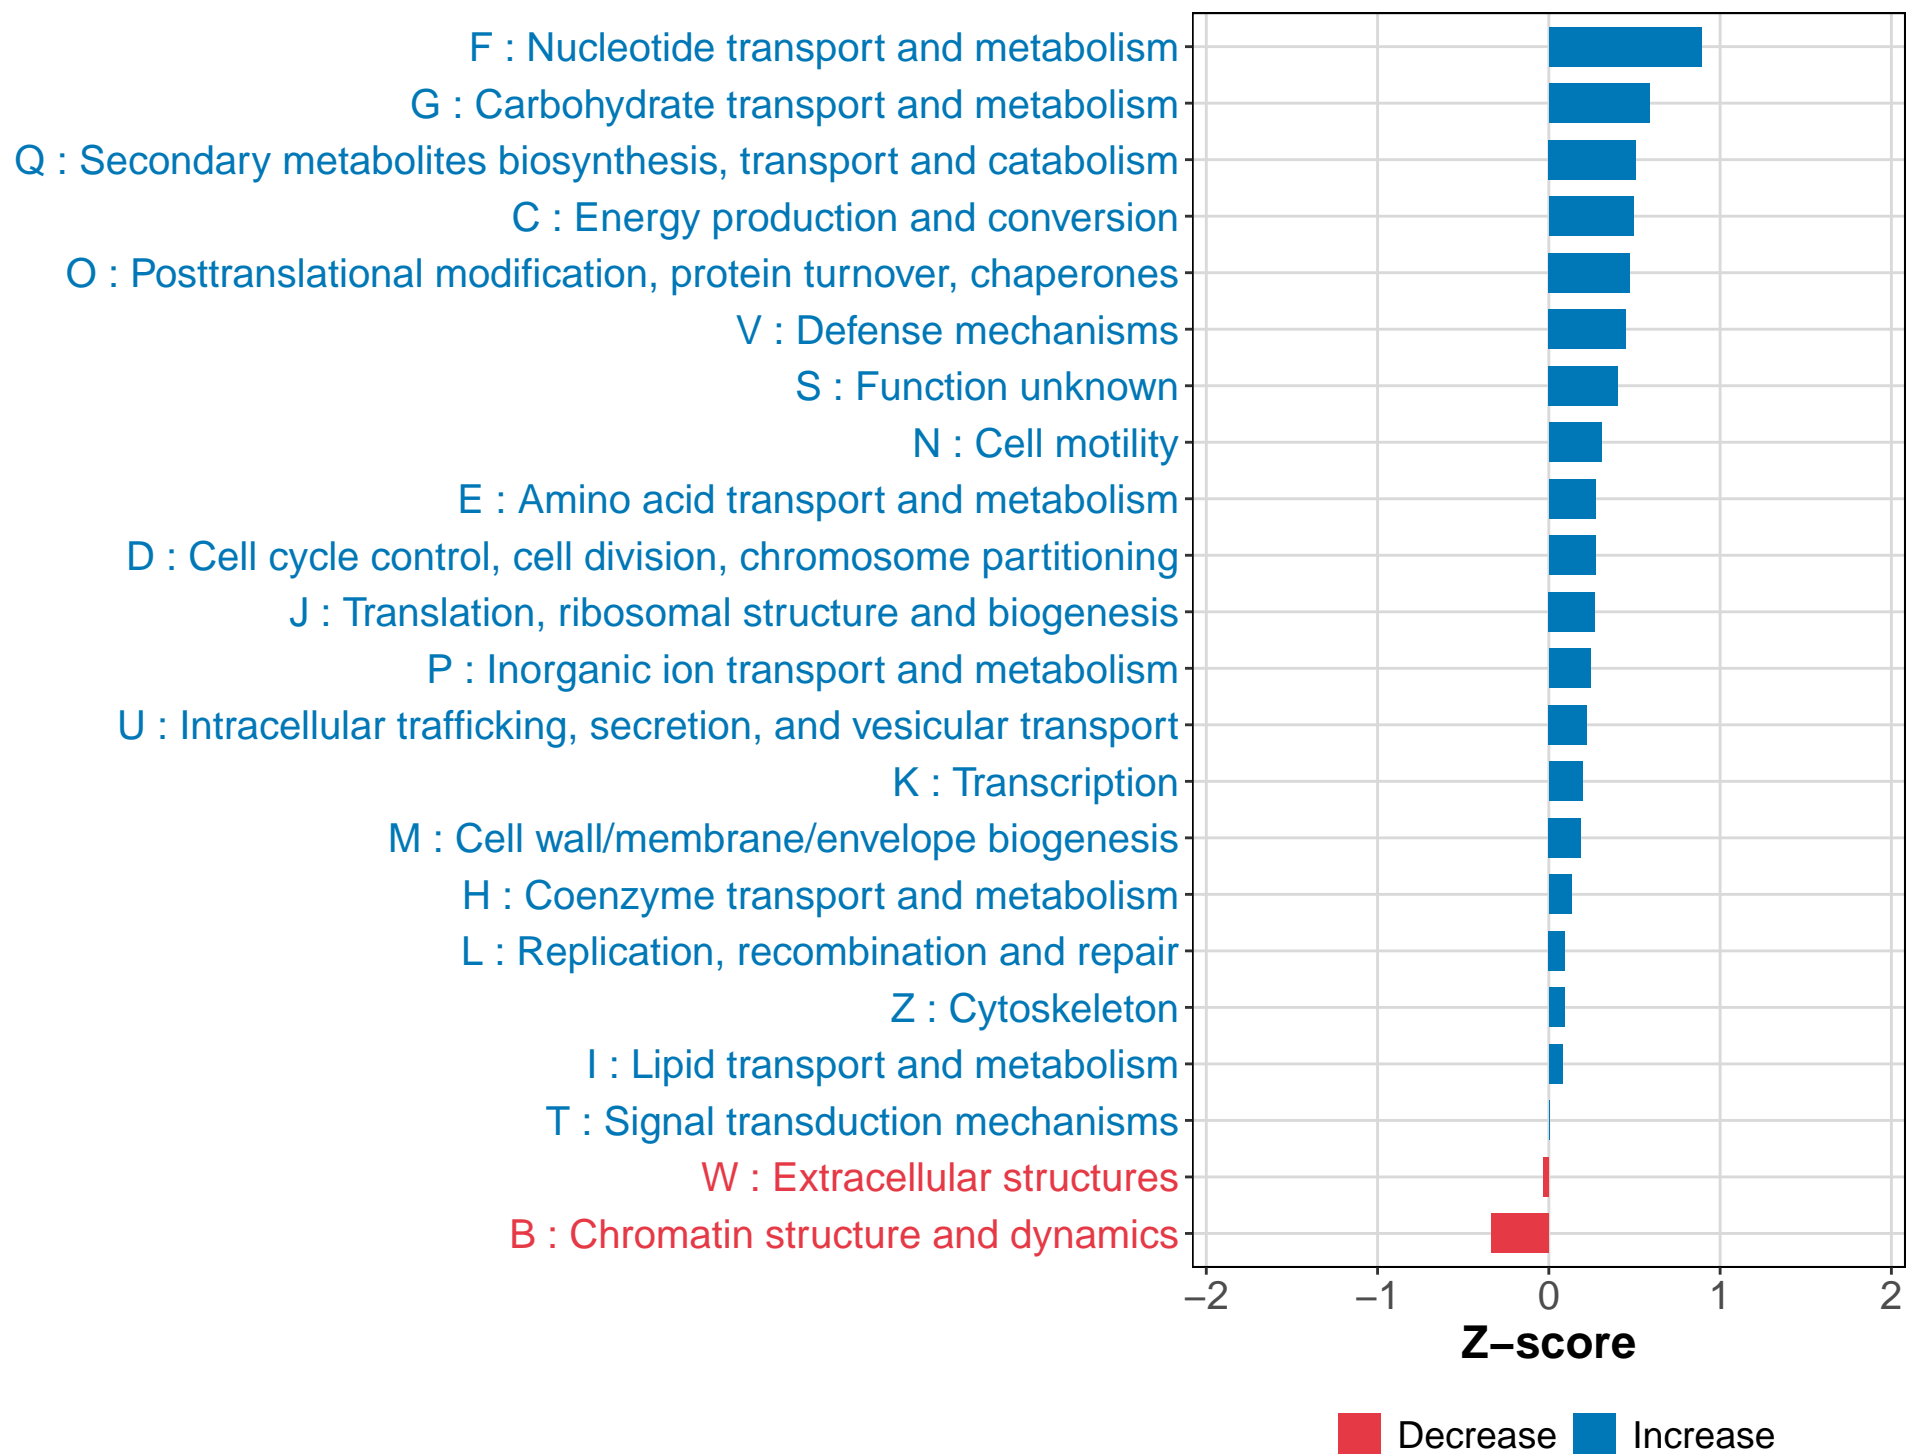 F : Nucleotide transport and metabolism
G : Carbohydrate transport and metabolism
Q : Secondary metabolites biosynthesis, transport and catabolism
C : Energy production and conversion
O : Posttranslational modification, protein turnover, chaperones
V : Defense mechanisms
S : Function unknown
N : Cell motility
E : Amino acid transport and metabolism
D : Cell cycle control, cell division, chromosome partitioning
J : Translation, ribosomal structure and biogenesis
P : Inorganic ion transport and metabolism
U : Intracellular trafficking, secretion, and vesicular transport
K : Transcription
M : Cell wall/membrane/envelope biogenesis
H : Coenzyme transport and metabolism
L : Replication, recombination and repair
Z : Cytoskeleton
I : Lipid transport and metabolism
T : Signal transduction mechanisms
W : Extracellular structures
B : Chromatin structure and dynamics
−2 −1 0 1 2
Z−score
Decrease Increase